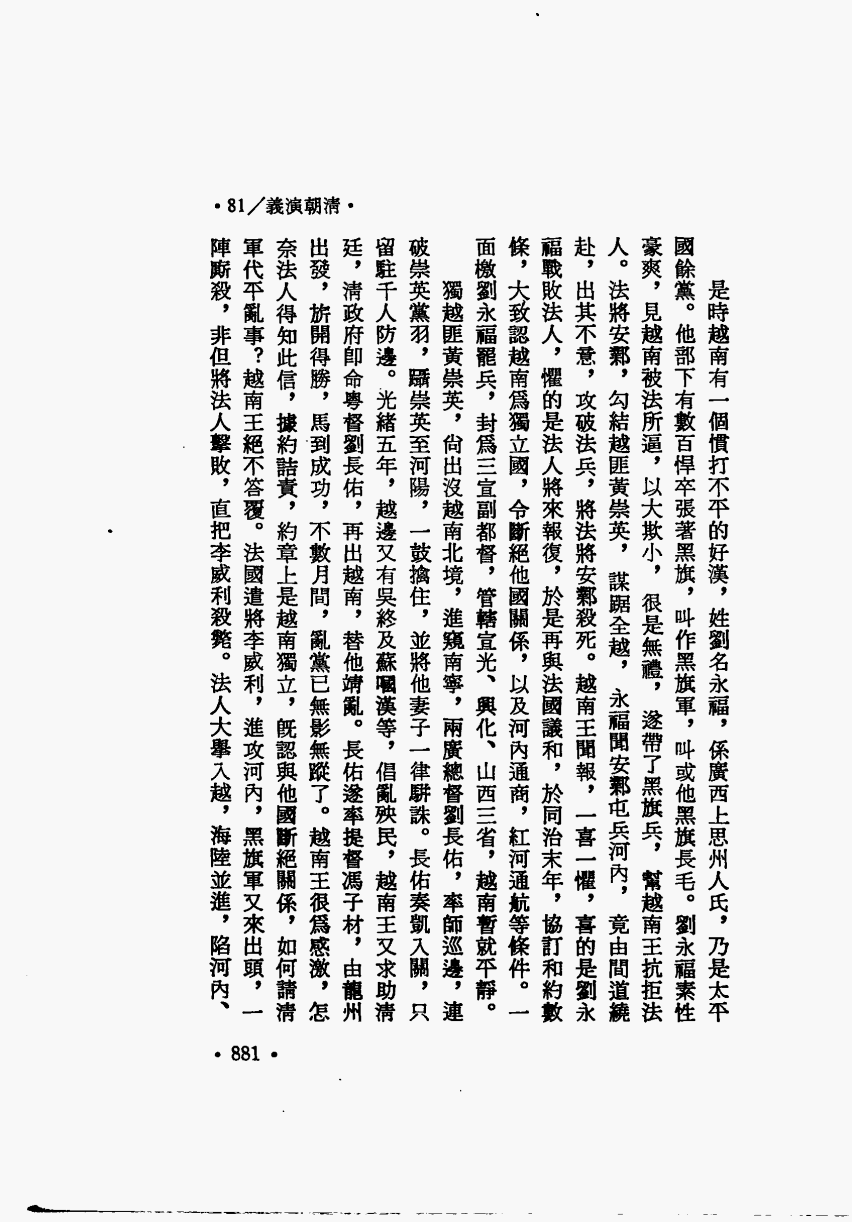 •81／義演朝清•
是時越南有一個慣打不平的好漢，姓劉名永福，係廣西上思州人氏，乃是太平
國餘黨。他部下有數百悍卒張著黑旗，叫作黑旗軍，叫或他黑旗長毛。劉永福素性
豪爽，見越南被法所逼，以大欺小，很是無禮，遂帶了黑旗兵，幫越南王抗拒法
人。法將安鄴，勾結越匪黃崇英，謀踞全越，永福聞安鄴屯兵河內，竟由間道繞
赴，出其不意，攻破法兵，將法將安鄴殺死。越南王聞報，一喜一懼，喜的是劉永
福戰敗法人，懼的是法人將來報復，於是再與法國議和，於同治末年，協訂和約數
條，大致認越南爲獨立國，令斷絕他國關係，以及河內通商，紅河通航等條件。一
面檄劉永福罷兵，封爲三宣副都督，管轄宣光、興化、山西三省，越南暫就平靜。
獨越匪黃崇英，尙出沒越南北境，進窺南寧，兩廣總督劉長佑，率師巡邊，連
破崇英黨羽，躡崇英至河陽，一鼓擒住，並將他妻子一律駢誅。長佑奏凱入關，只
留駐千人防邊。光緒五年，越邊又有吳終及蘇嘓漢等，倡亂殃民，越南王又求助清
廷，清政府卽命粵督劉長佑，再出越南，替他靖亂。長佑遂率提督馮子材，由龍州
出發，旂開得勝，馬到成功，不數月間，亂黨已無影無蹤了。越南王很爲感激，怎
奈法人得知此信，據約詰責，約章上是越南獨立，旣認與他國斷絕關係，如何請清
軍代平亂事？越南王絕不答覆。法國遣將李威利，進攻河內，黑旗軍又來出頭，一
陣厮殺，非但將法人擊敗，直把李威利殺斃。法人大擧入越，海陸並進，陷河內、
•881•